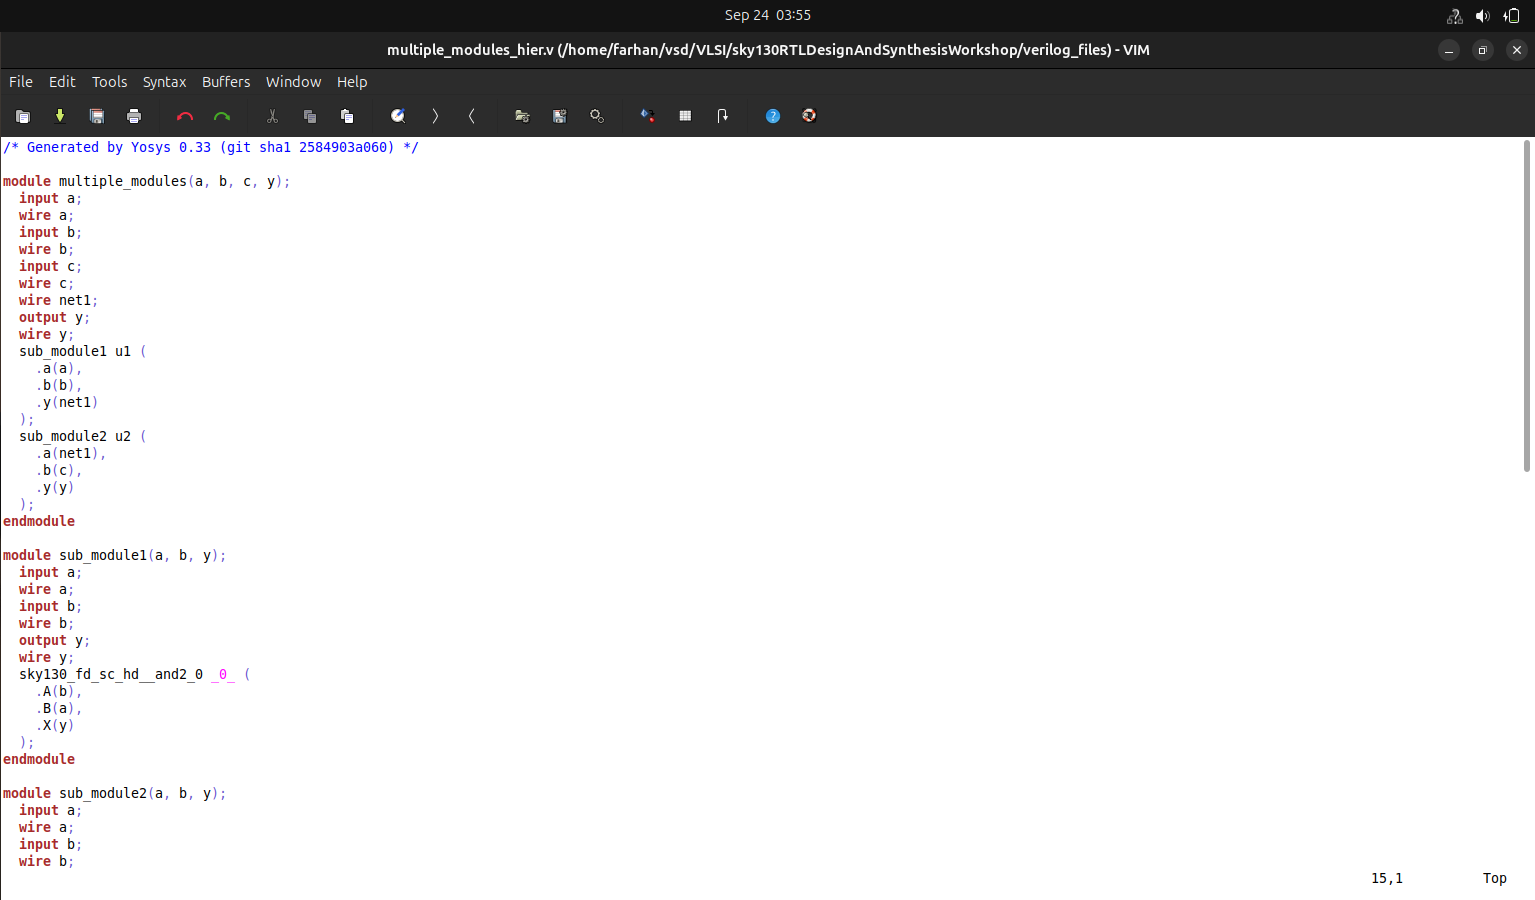 Sep 24 03:55
multiple_modules_hier.v (/home/farhan/vsd/VLSI/sky130RTLDesignAndSynthesisWorkshop/verilog_files) - VIM
File Edit Tools Syntax Buffers Window Help
/* Generated by Yosys 0.33 (git sha1 2584903a060) */
module multiple_modules(a, b, c, y);
  input a;
  wire a;
  input b;
  wire b;
  input c;
  wire c;
  wire net1;
  output y;
  wire y;
  sub_module1 u1 (
    .a(a),
    .b(b),
    .y(net1)
  );
  sub_module2 u2 (
    .a(net1),
    .b(c),
    .y(y)
  );
endmodule
module sub_module1(a, b, y);
  input a;
  wire a;
  input b;
  wire b;
  output y;
  wire y;
  sky130_fd_sc_hd__and2_0 _0_ (
    .A(b),
    .B(a),
    .X(y)
  );
endmodule
module sub_module2(a, b, y);
  input a;
  wire a;
  input b;
  wire b;
15,1 Top